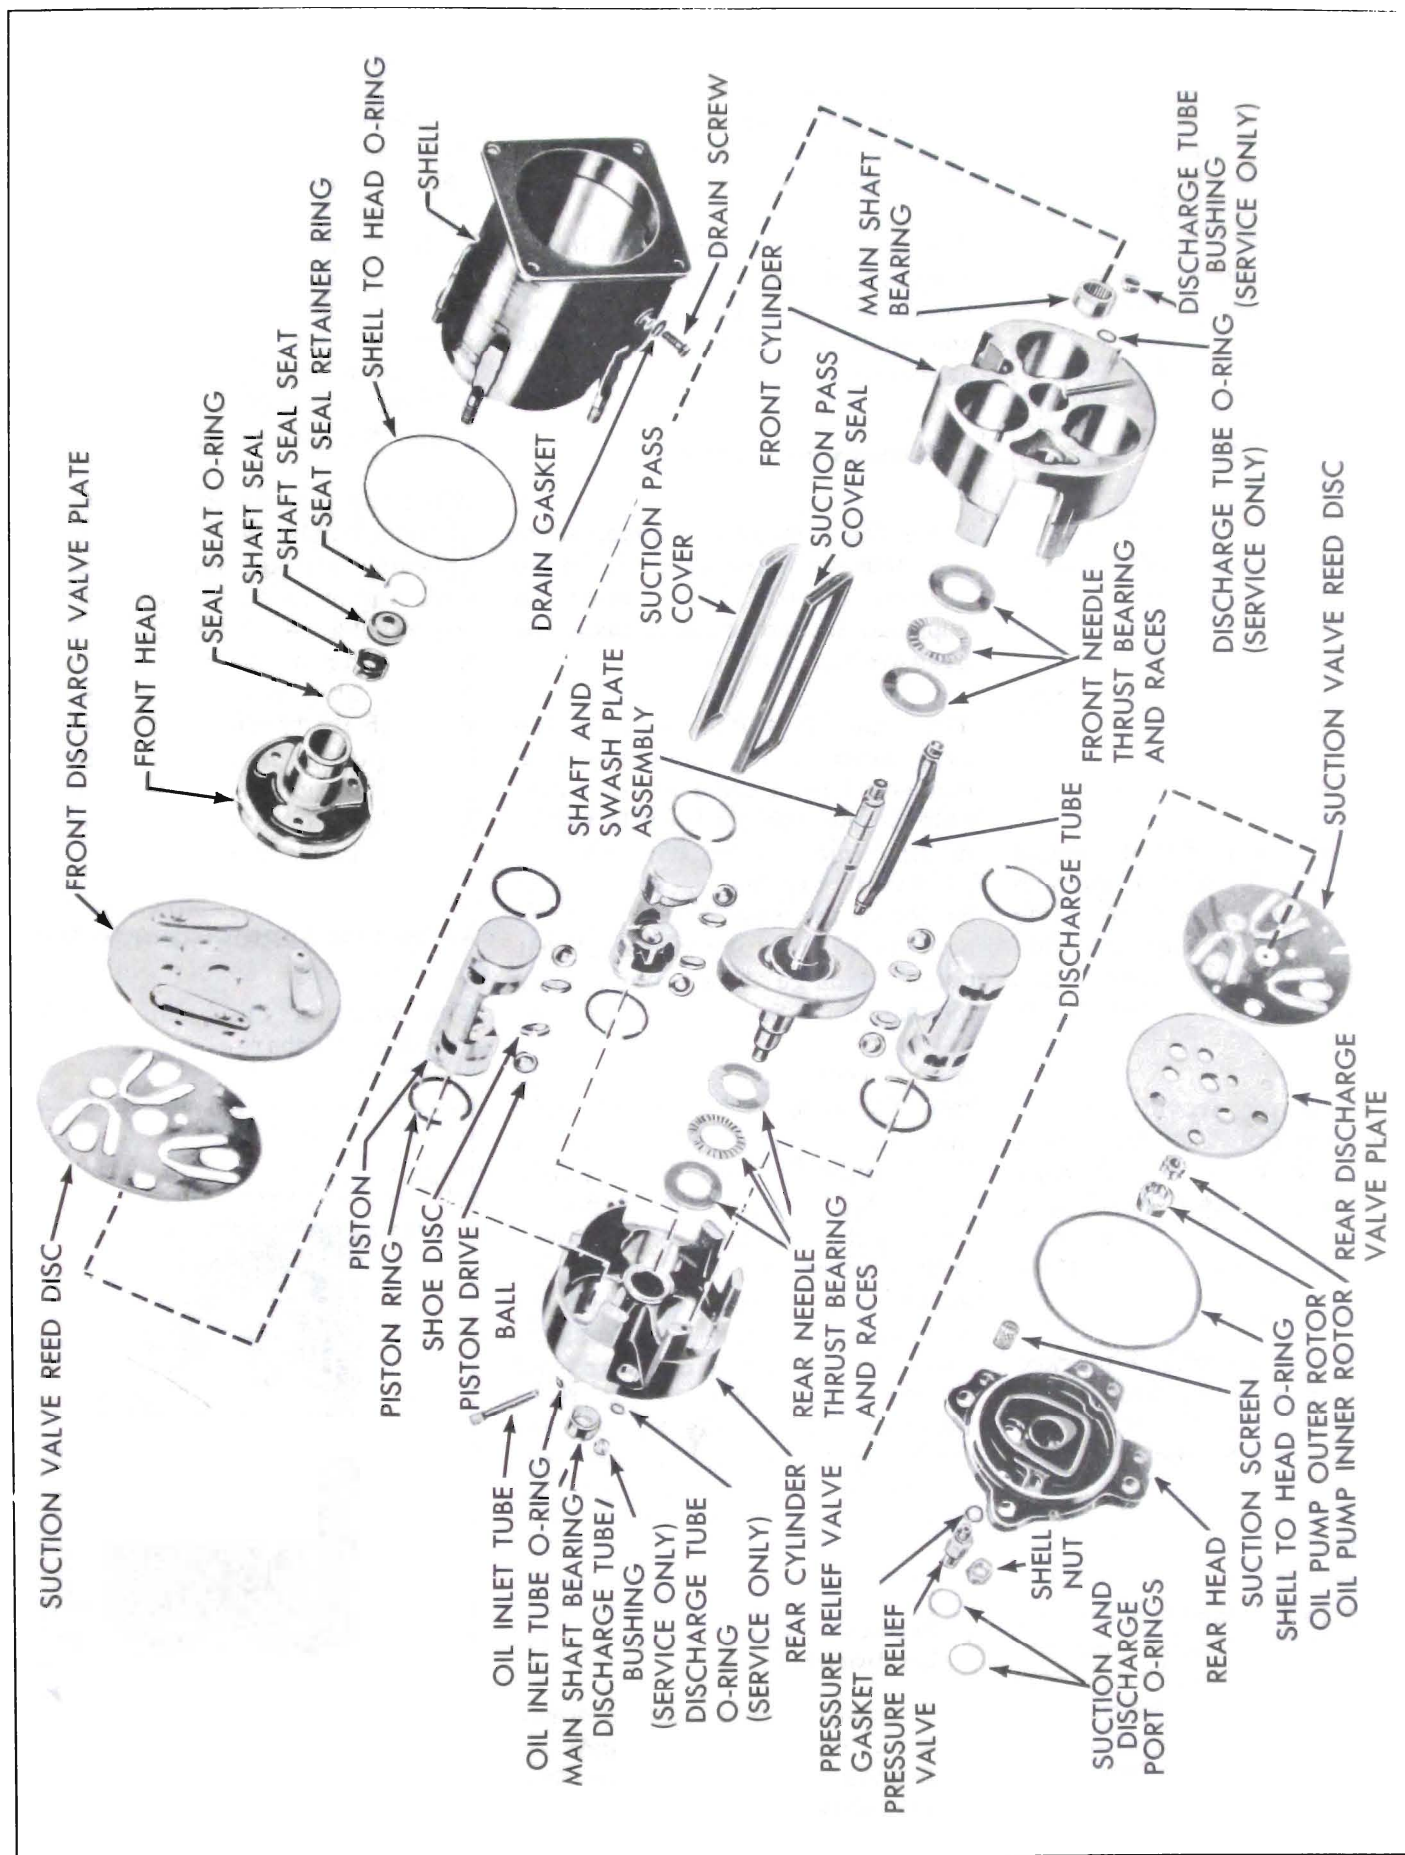 SUCTION VALVE REED DISC
FRONT DISCHARGE VALVE PLATE
FRONT HEAD
SEAL SEAT O-RING
SHAFT SEAL
SHAFT SEAL SEAT
SEAT SEAL RETAINER RING
SHELL TO HEAD O-RING
SHELL
DRAIN SCREW
DRAIN GASKET
PISTON
PISTON RING
SHOE DISC
PISTON DRIVE
BALL
SHAFT AND
SWASH PLATE
ASSEMBLY
SUCTION PASS
COVER
SUCTION PASS
COVER SEAL
FRONT CYLINDER
MAIN SHAFT
BEARING
DISCHARGE TUBE
BUSHING
(SERVICE ONLY)
DISCHARGE TUBE O-RING
(SERVICE ONLY)
FRONT NEEDLE
THRUST BEARING
AND RACES
DISCHARGE TUBE
OIL INLET TUBE
OIL INLET TUBE O-RING
MAIN SHAFT BEARING
DISCHARGE TUBE/
BUSHING
(SERVICE ONLY)
DISCHARGE TUBE
O-RING
(SERVICE ONLY)
REAR CYLINDER
REAR NEEDLE
THRUST BEARING
AND RACES
PRESSURE RELIEF VALVE
GASKET
PRESSURE RELIEF
VALVE
SHELL
NUT
SUCTION AND
DISCHARGE
PORT O-RINGS
REAR HEAD
SUCTION SCREEN
SHELL TO HEAD O-RING
OIL PUMP OUTER ROTOR
OIL PUMP INNER ROTOR
REAR DISCHARGE
VALVE PLATE
SUCTION VALVE REED DISC